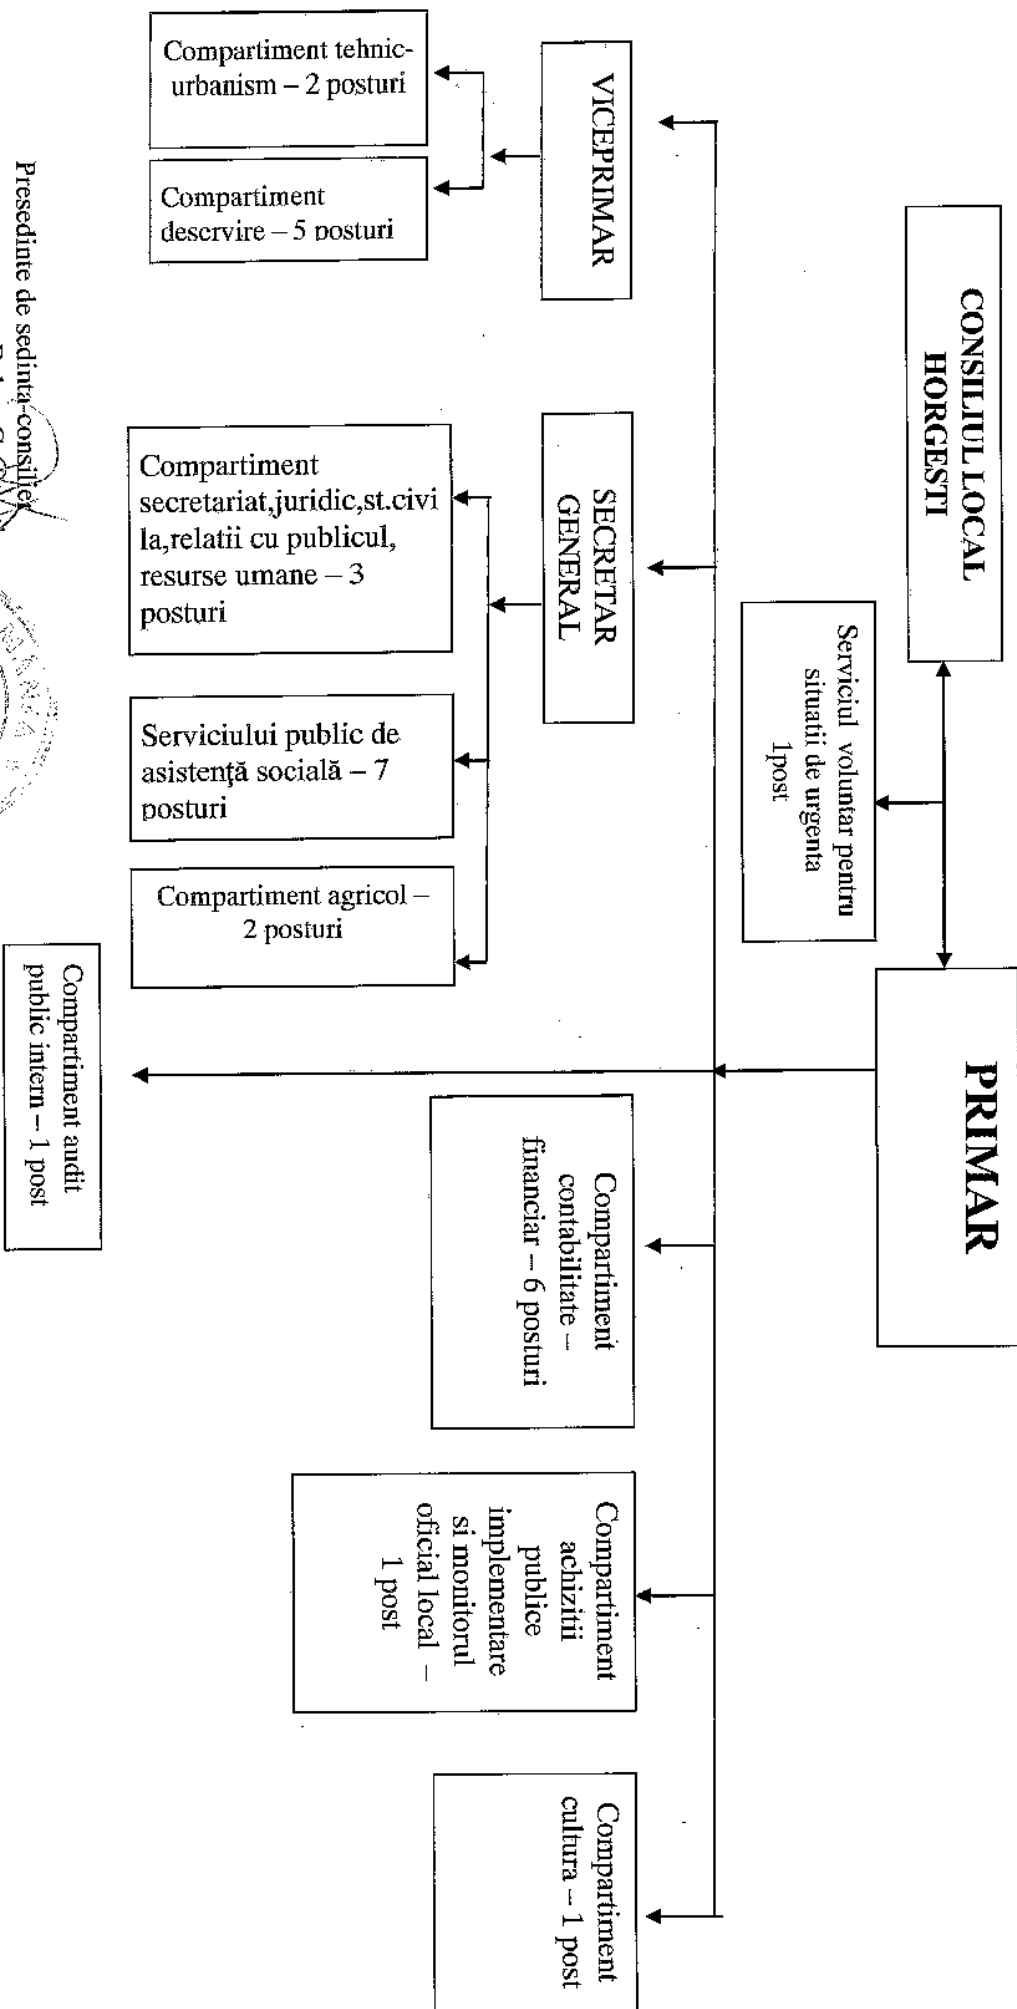 CONSILIUL LOCAL
HORGESTI
PRIMAR
Serviciul voluntar pentru
situatii de urgenta
1post
VICEPRIMAR
SECRETAR
GENERAL
Compartiment
contabilitate –
financiar – 6 posturi
Compartiment
achizitii
publice
implementare
si monitorul
oficial local –
1 post
Compartiment
cultura – 1 post
Compartiment tehnic-
urbanism – 2 posturi
Compartiment
deservire – 5 posturi
Compartiment
secretariat,juridic,st.civi
la,relatii cu publicul,
resurse umane – 3
posturi
Serviciului public de
asistenţă socială – 7
posturi
Compartiment agricol –
2 posturi
Compartiment audit
public intern – 1 post
Presedinte de sedinta-consilier